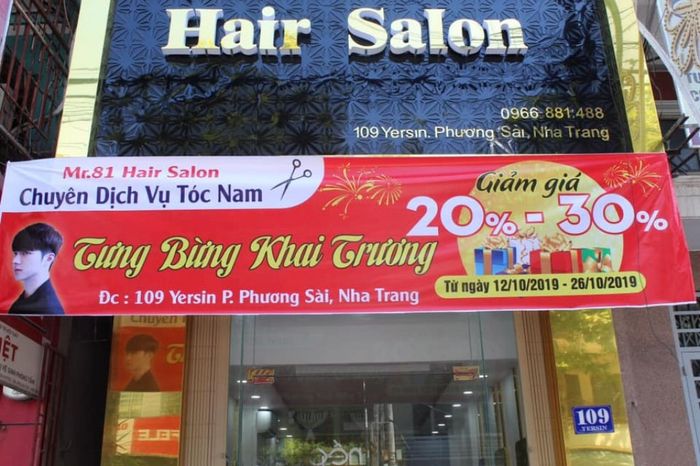 Hair Salon
0966.881.488
109 Yersin. Phương Sài, Nha Trang
Mr.81 Hair Salon
Chuyên Dịch Vụ Tóc Nam
Tưng Bừng Khai Trương
Đc : 109 Yersin P. Phương Sài, Nha Trang
Giảm giá
20% - 30%
Từ ngày 12/10/2019 - 26/10/2019
Chuyên
109
YERSIN